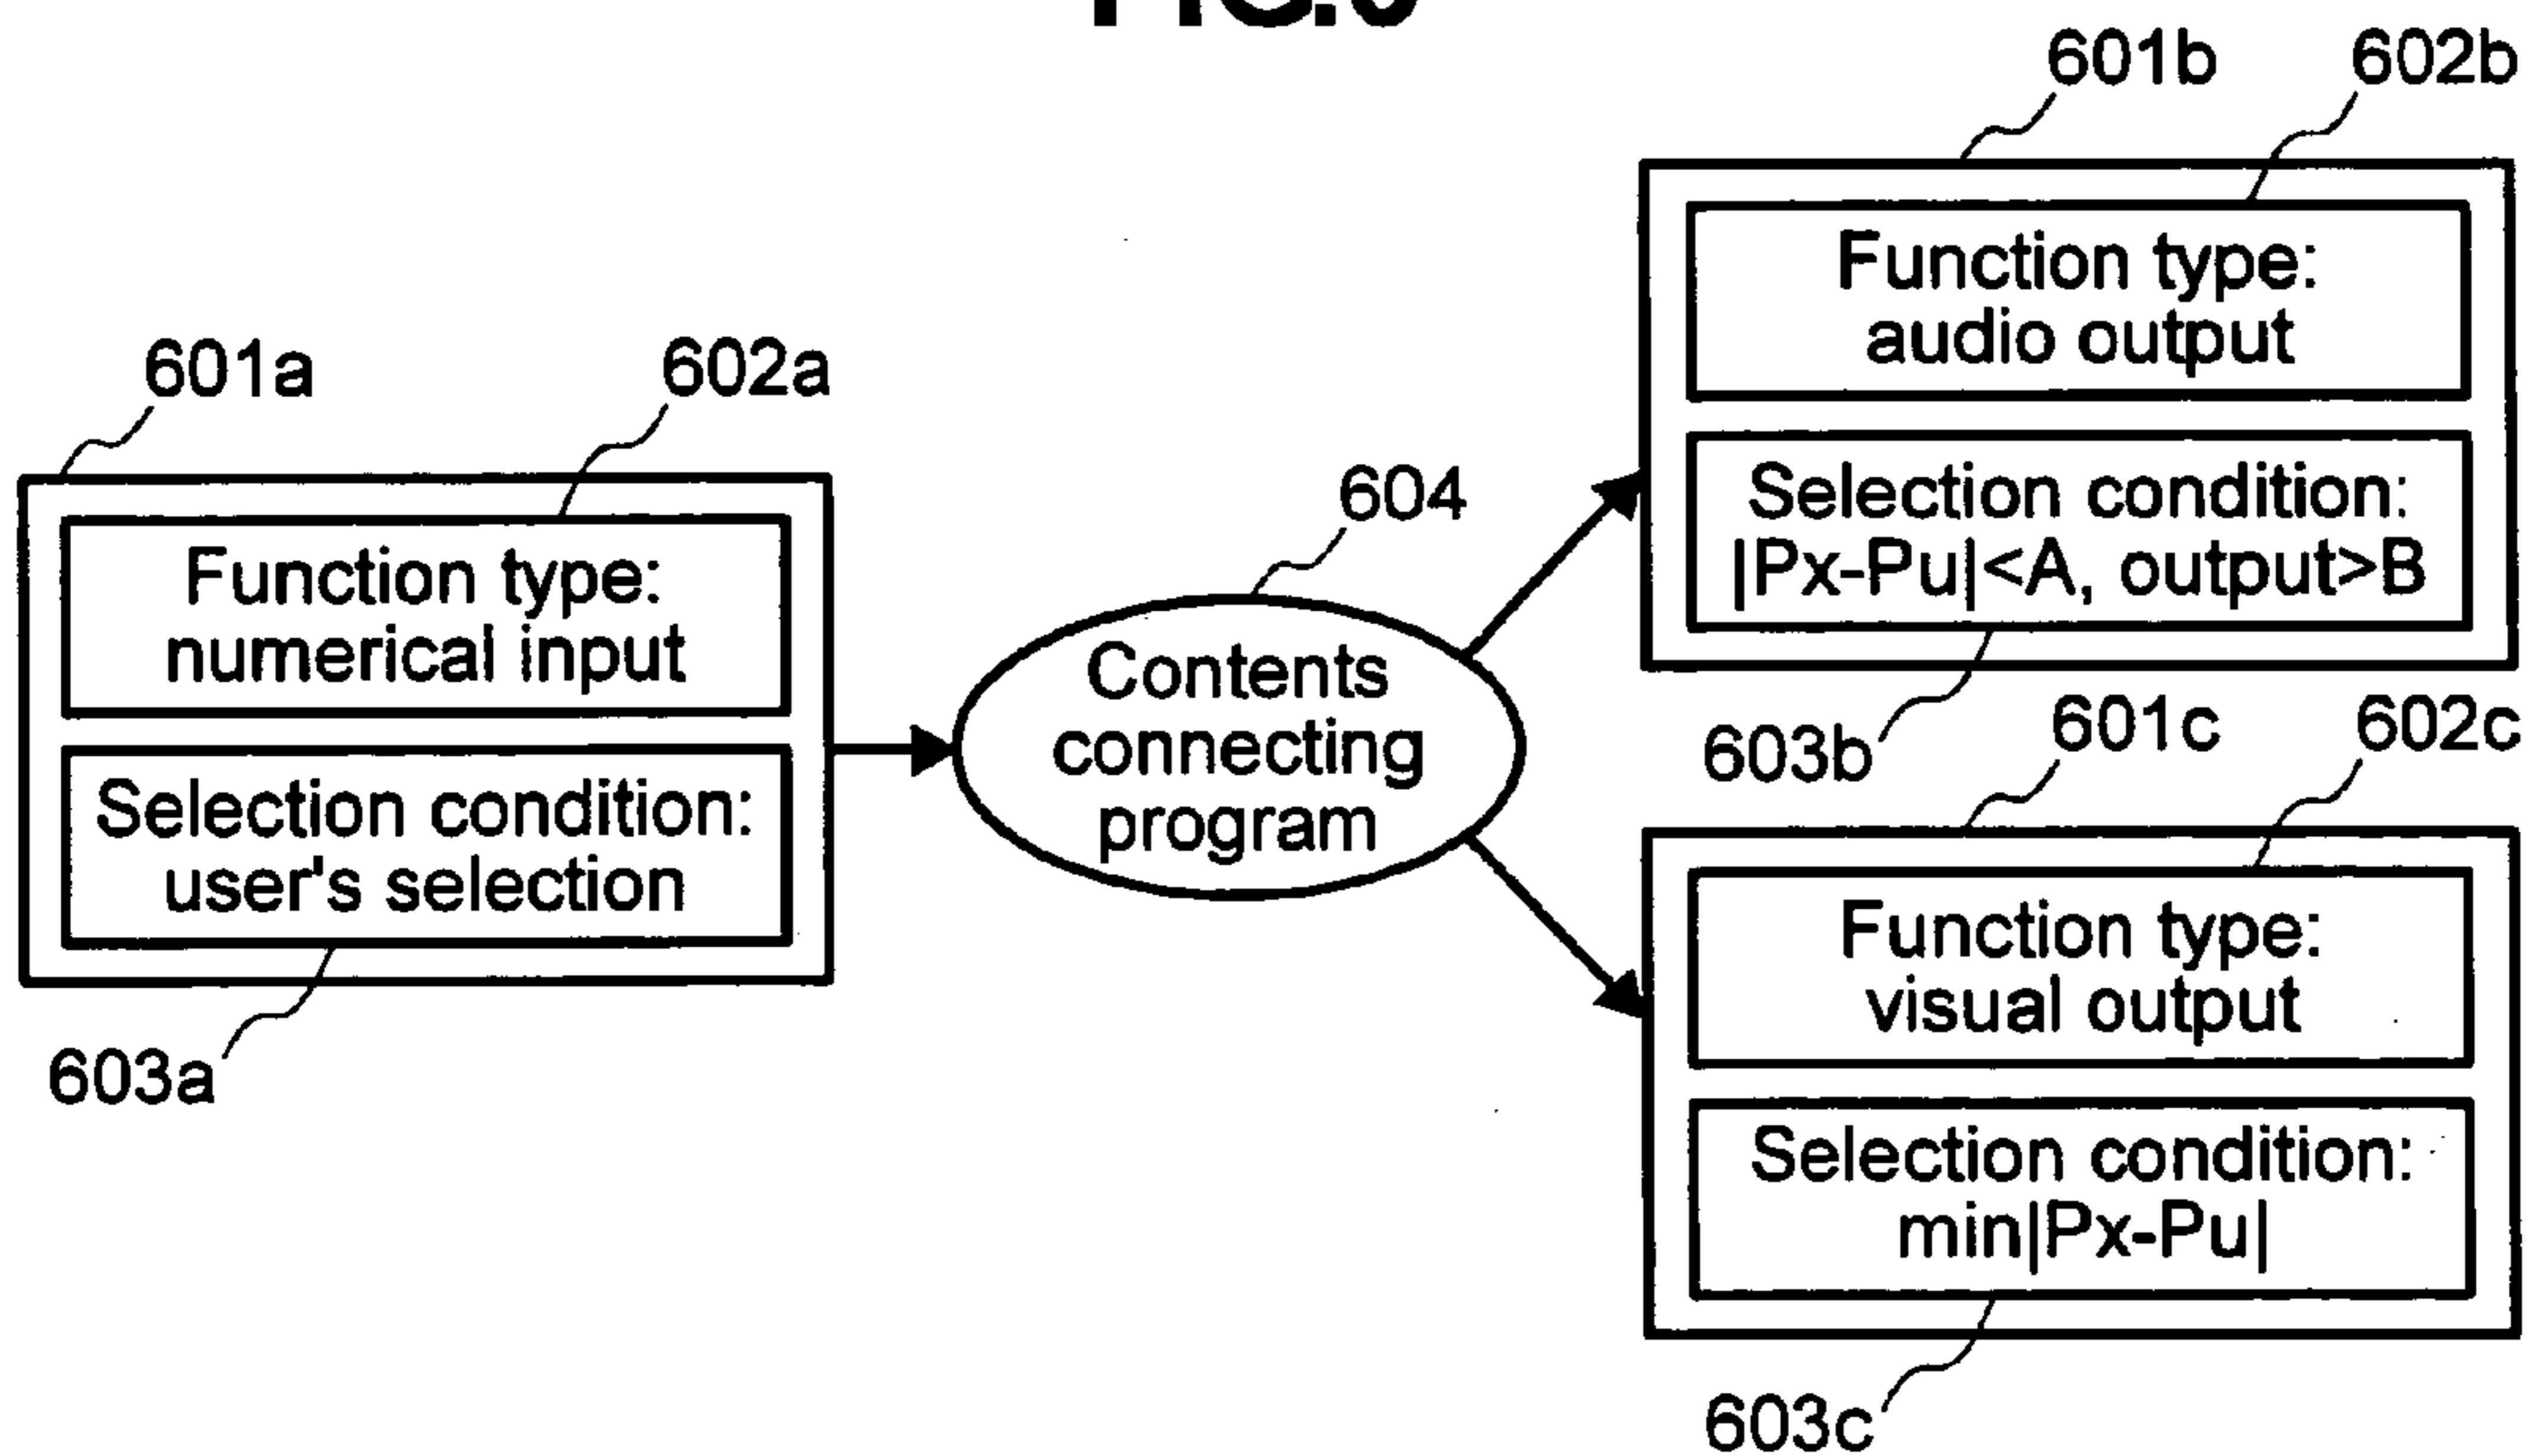 601a
602a
Function type:
numerical input
Selection condition:
user's selection
603a
604
Contents
connecting
program
601b
602b
Function type:
audio output
Selection condition:
|Px-Pu|<A, output>B
603b
601c
602c
Function type:
visual output
Selection condition:
min|Px-Pu|
603c